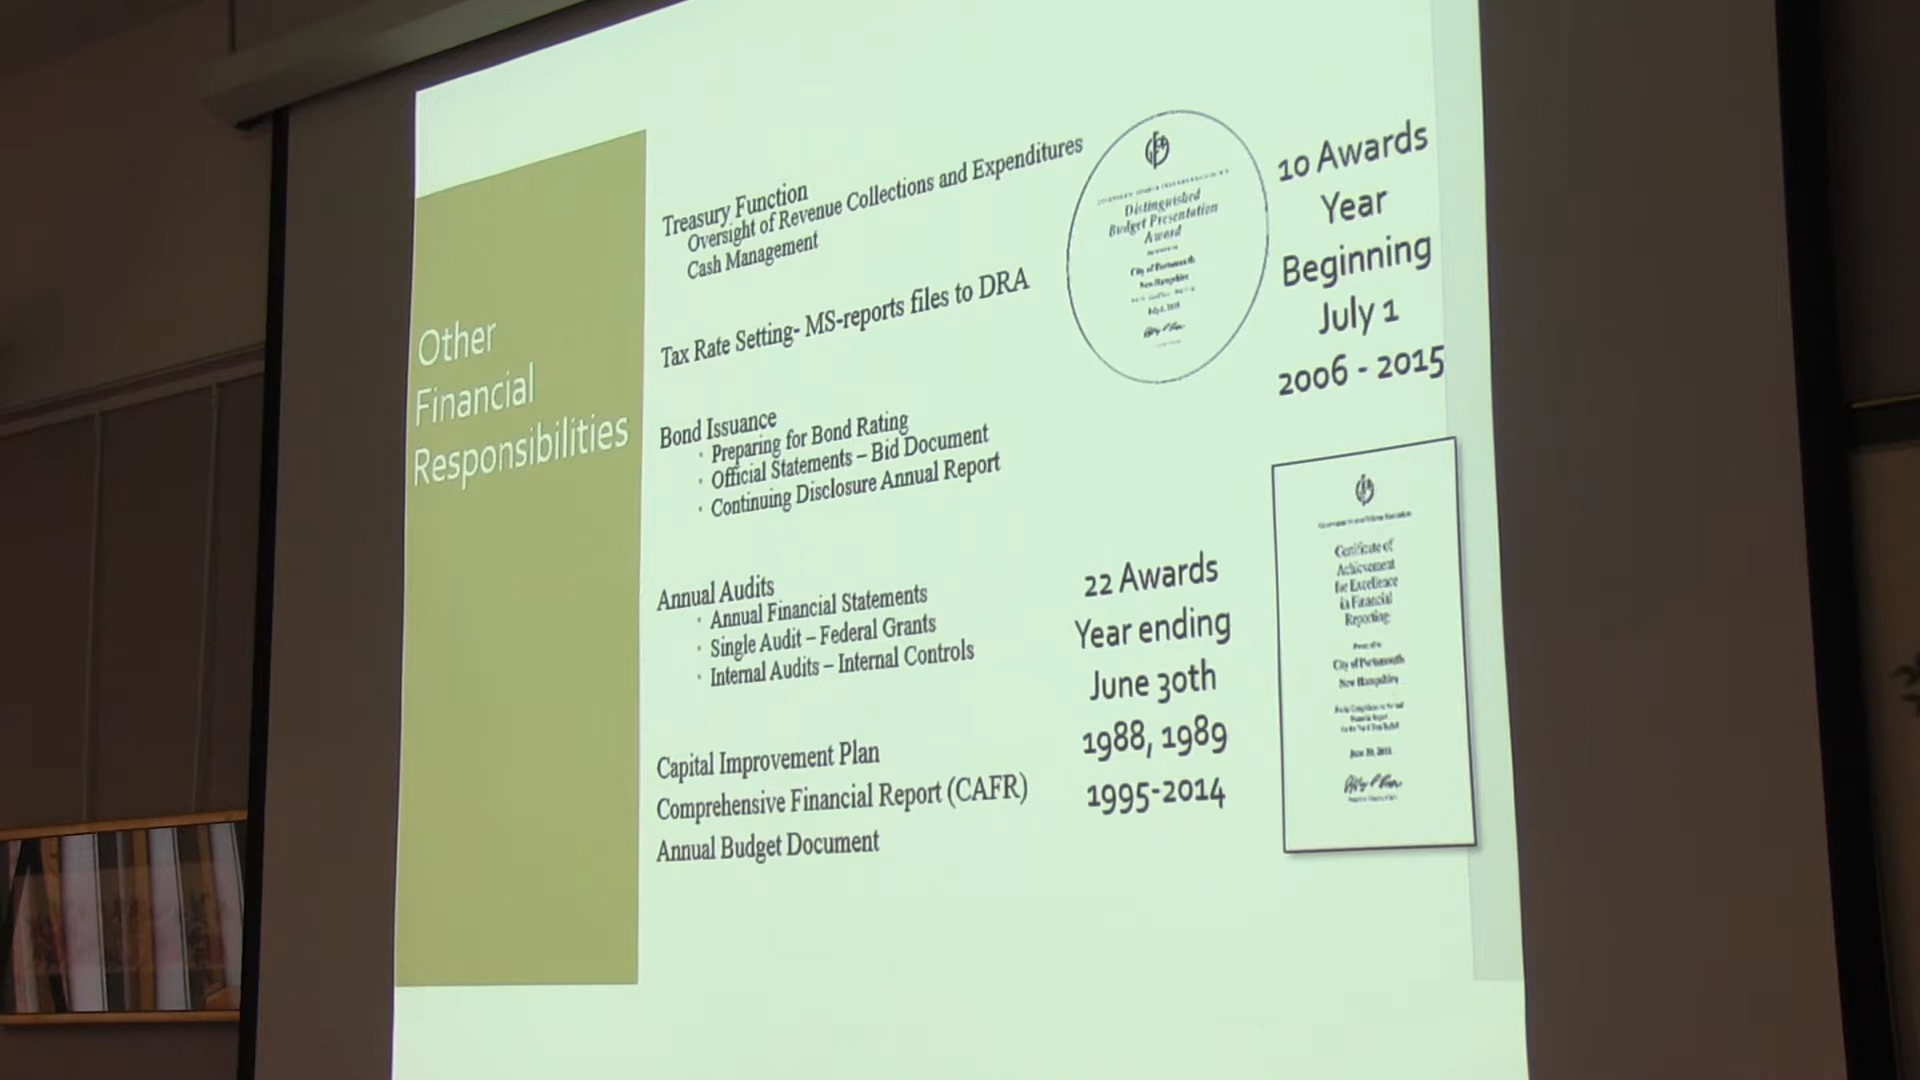 Other
Financial
Responsibilities
Treasury Function
Oversight of Revenue Collections and Expenditures
Cash Management
Tax Rate Setting- MS-reports files to DRA
Bond Issuance
· Preparing for Bond Rating
· Official Statements – Bid Document
· Continuing Disclosure Annual Report
Annual Audits
· Annual Financial Statements
· Single Audit – Federal Grants
· Internal Audits – Internal Controls
Capital Improvement Plan
Comprehensive Financial Report (CAFR)
Annual Budget Document
Distinguished
Budget Presentation
Award
City of Portsmouth
New Hampshire
10 Awards
Year
Beginning
July 1
2006 - 2015
22 Awards
Year ending
June 30th
1988, 1989
1995-2014
Certificate of
Achievement
for Excellence
in Financial
Reporting
City of Portsmouth
New Hampshire